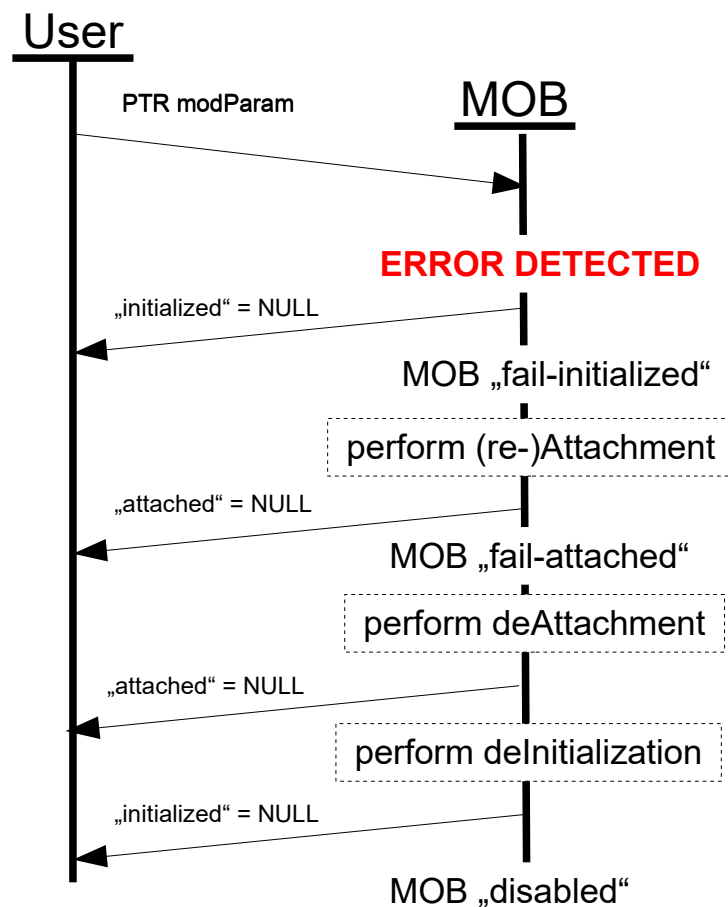 User
PTR modParam
MOB
ERROR DETECTED
„initialized“ = NULL
MOB „fail-initialized“
perform (re-)Attachment
„attached“ = NULL
MOB „fail-attached“
perform deAttachment
„attached“ = NULL
perform deInitialization
„initialized“ = NULL
MOB „disabled“